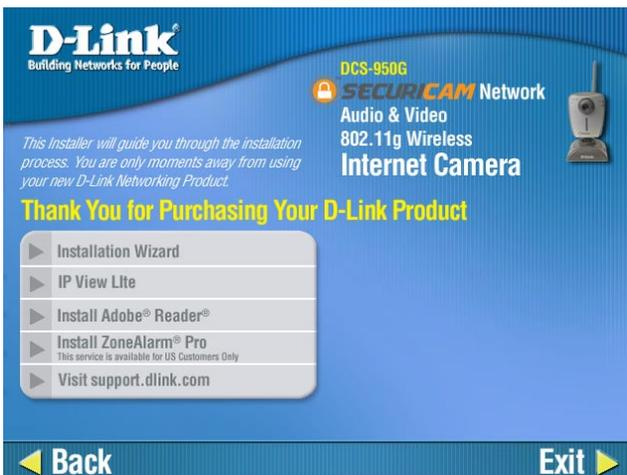 D-Link
Building Networks for People
DCS-950G
SECURICAM Network
Audio & Video
802.11g Wireless
Internet Camera
This Installer will guide you through the installation
process. You are only moments away from using
your new D-Link Networking Product.
Thank You for Purchasing Your D-Link Product
Installation Wizard
IP View LIte
Install Adobe® Reader®
Install ZoneAlarm® Pro
This service is available for US Customers Only
Visit support.dlink.com
Back
Exit